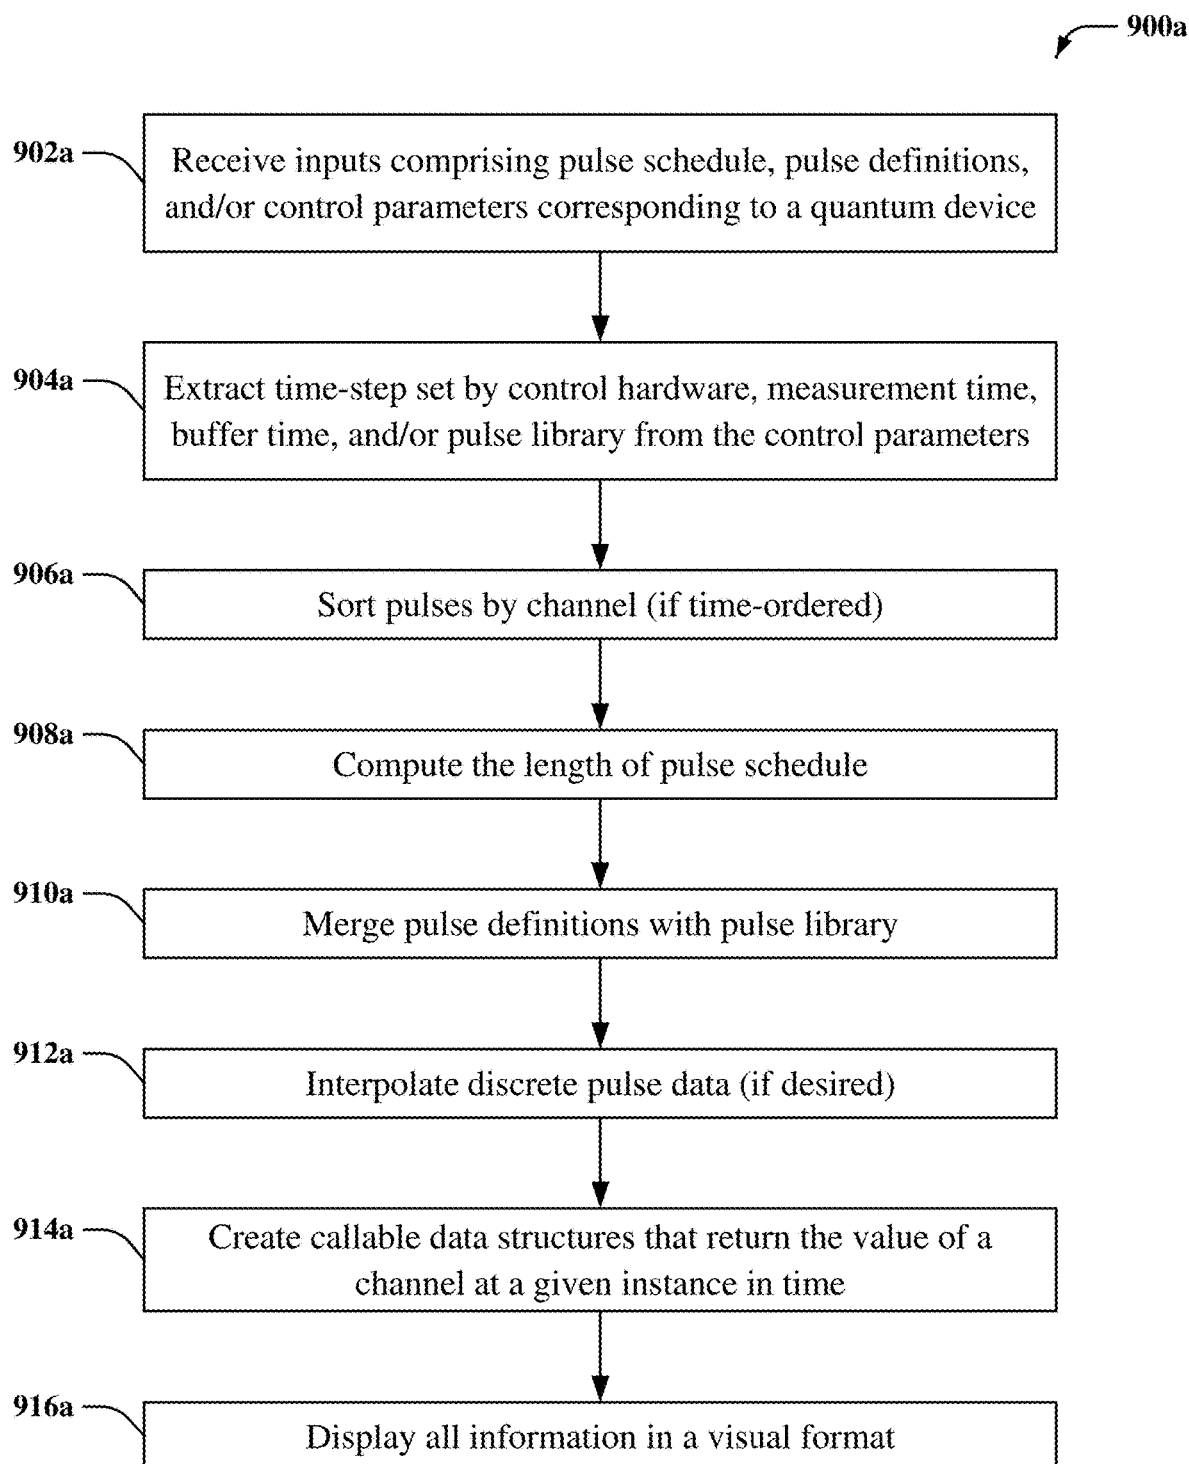 900a
902a
Receive inputs comprising pulse schedule, pulse definitions,
and/or control parameters corresponding to a quantum device
904a
Extract time-step set by control hardware, measurement time,
buffer time, and/or pulse library from the control parameters
906a
Sort pulses by channel (if time-ordered)
908a
Compute the length of pulse schedule
910a
Merge pulse definitions with pulse library
912a
Interpolate discrete pulse data (if desired)
914a
Create callable data structures that return the value of a
channel at a given instance in time
916a
Display all information in a visual format